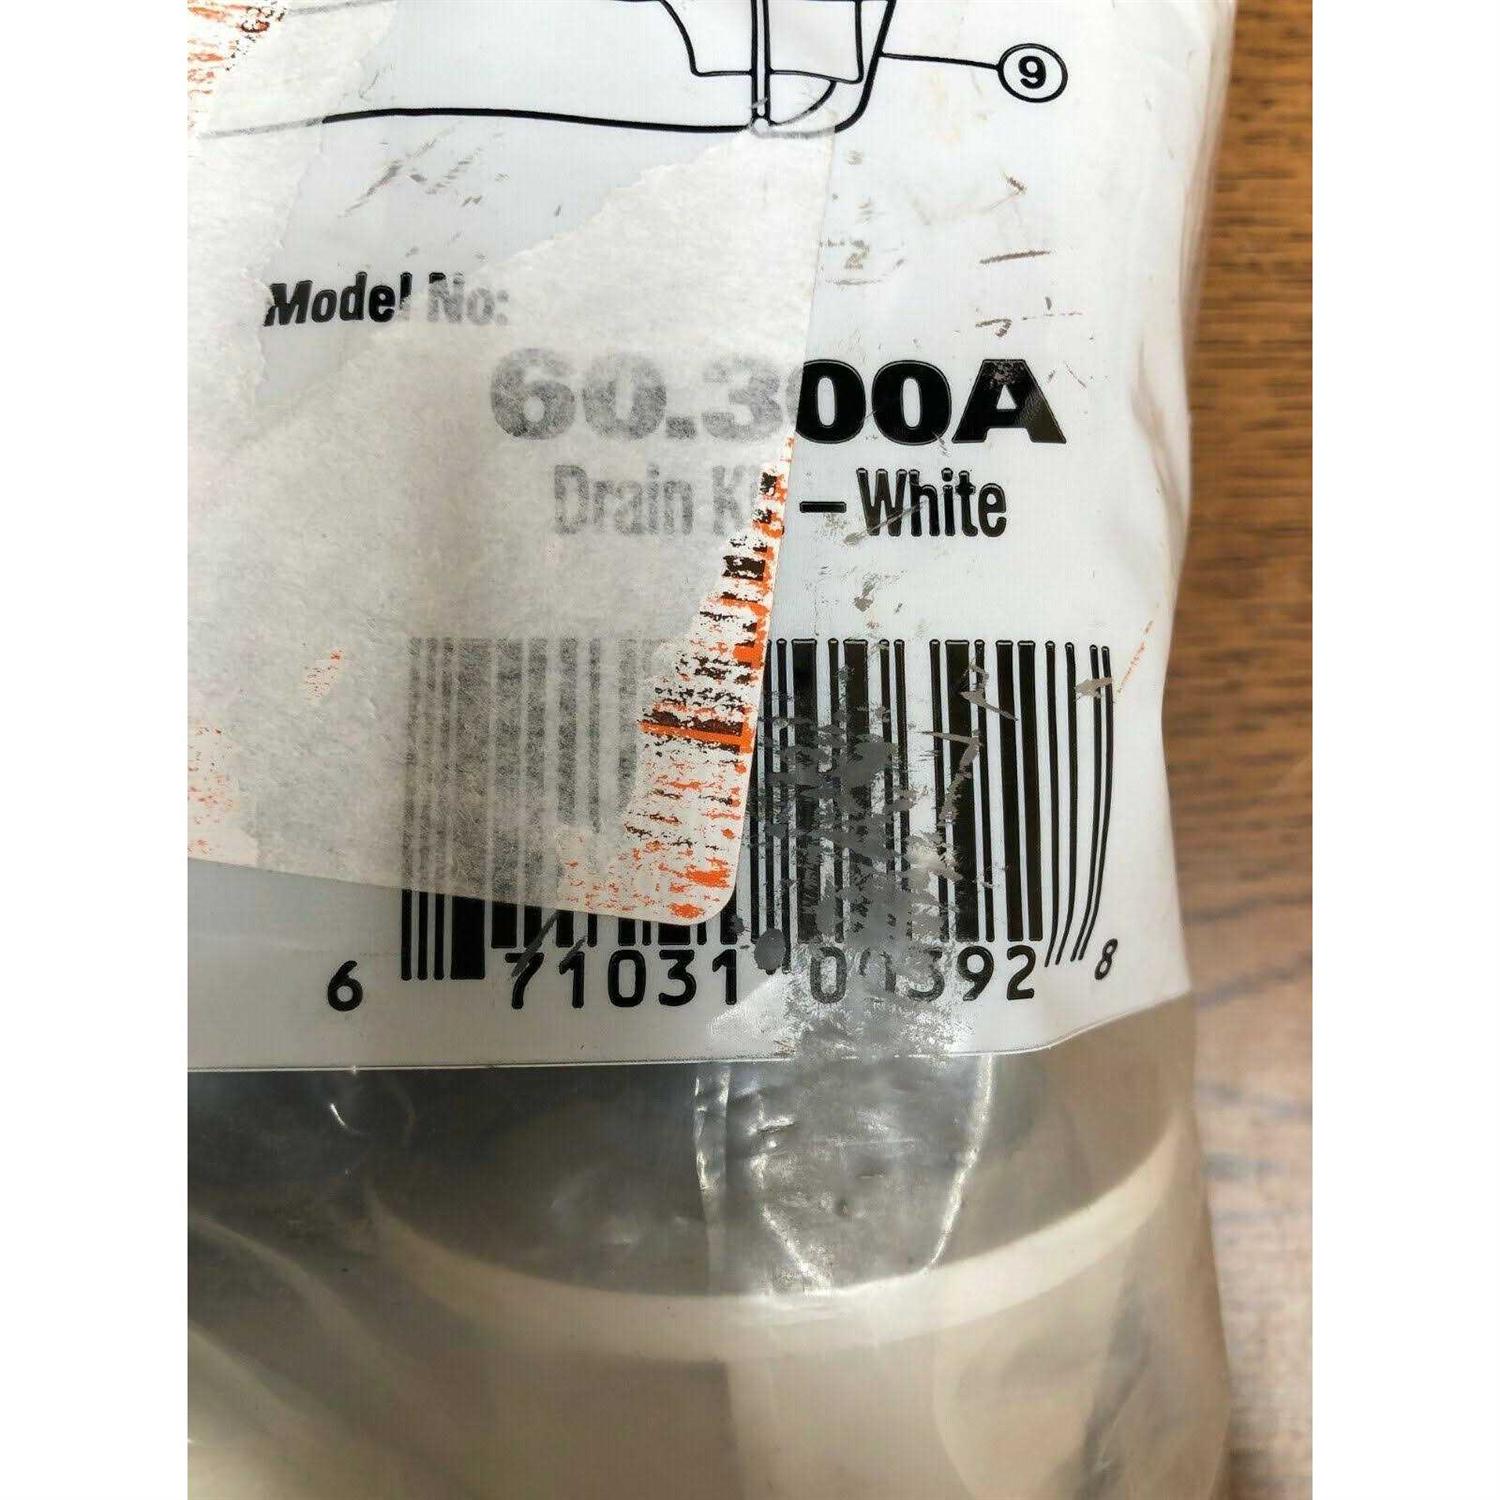 9
Model No:
60.300A
Drain Kit – White
6 71031 00392 8